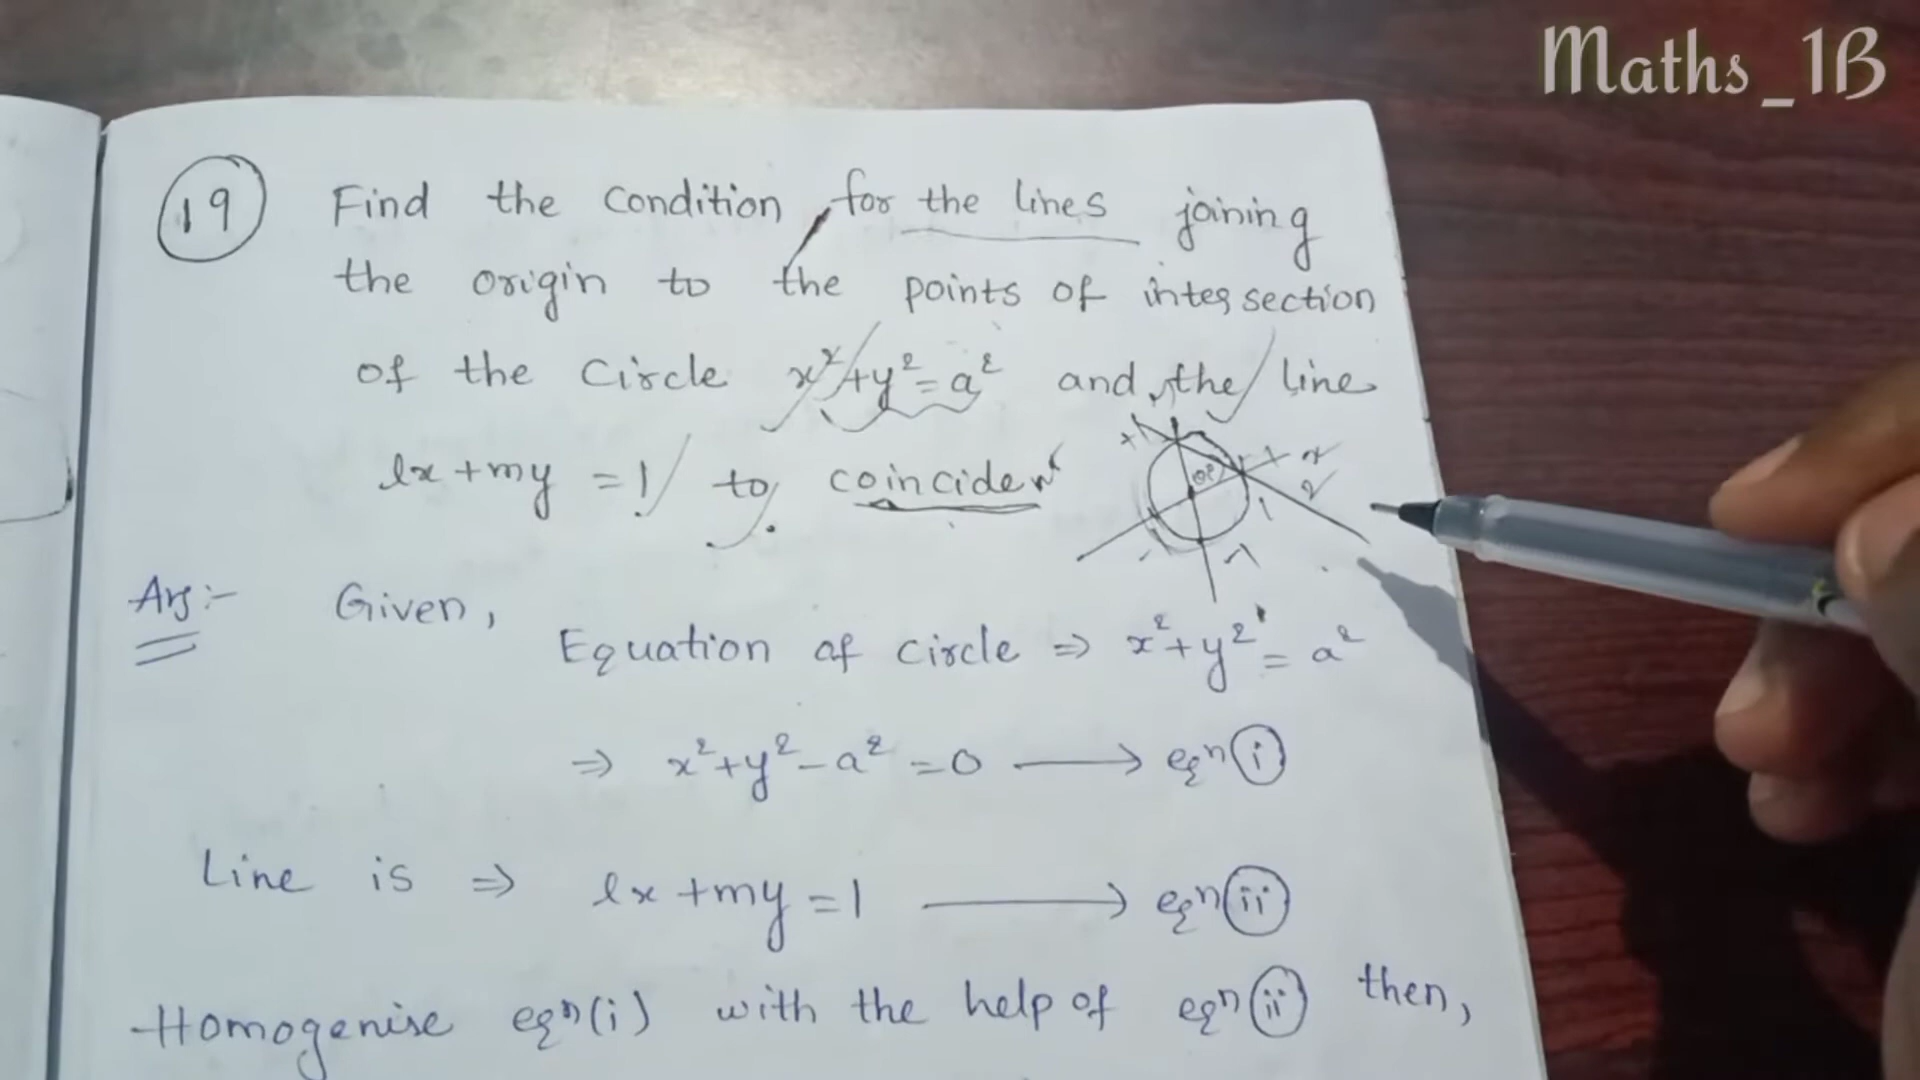 Maths_1B
19 Find the condition for the lines joining
the origin to the points of intersection
of the circle x²+y²=a² and the line
lx+my=1 to coincident
Ans:- Given,
Equation of circle ⇒ x²+y²=a²
⇒ x²+y²-a²=0 ⟶ eqn(i)
Line is ⇒ lx+my=1 ⟶ eqn(ii)
Homogenise eqn(i) with the help of eqn(ii) then,